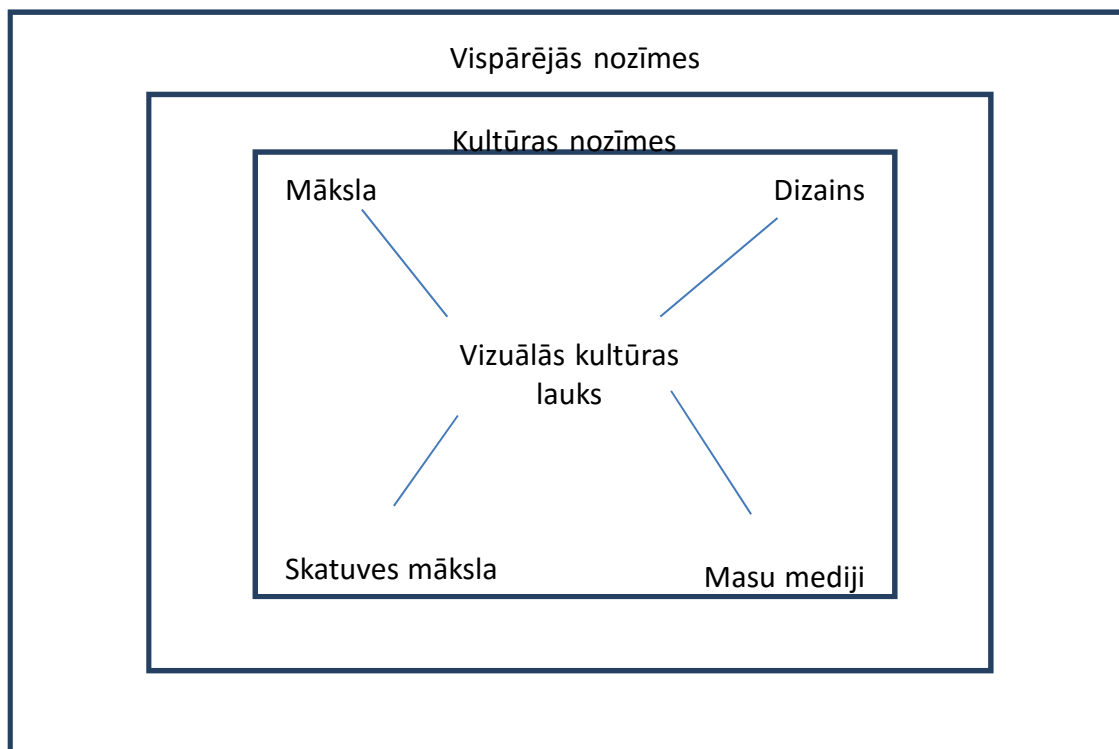 Vispārējās nozīmes
Kultūras nozīmes
Māksla
Dizains
Vizuālās kultūras
lauks
Skatuves māksla
Masu mediji